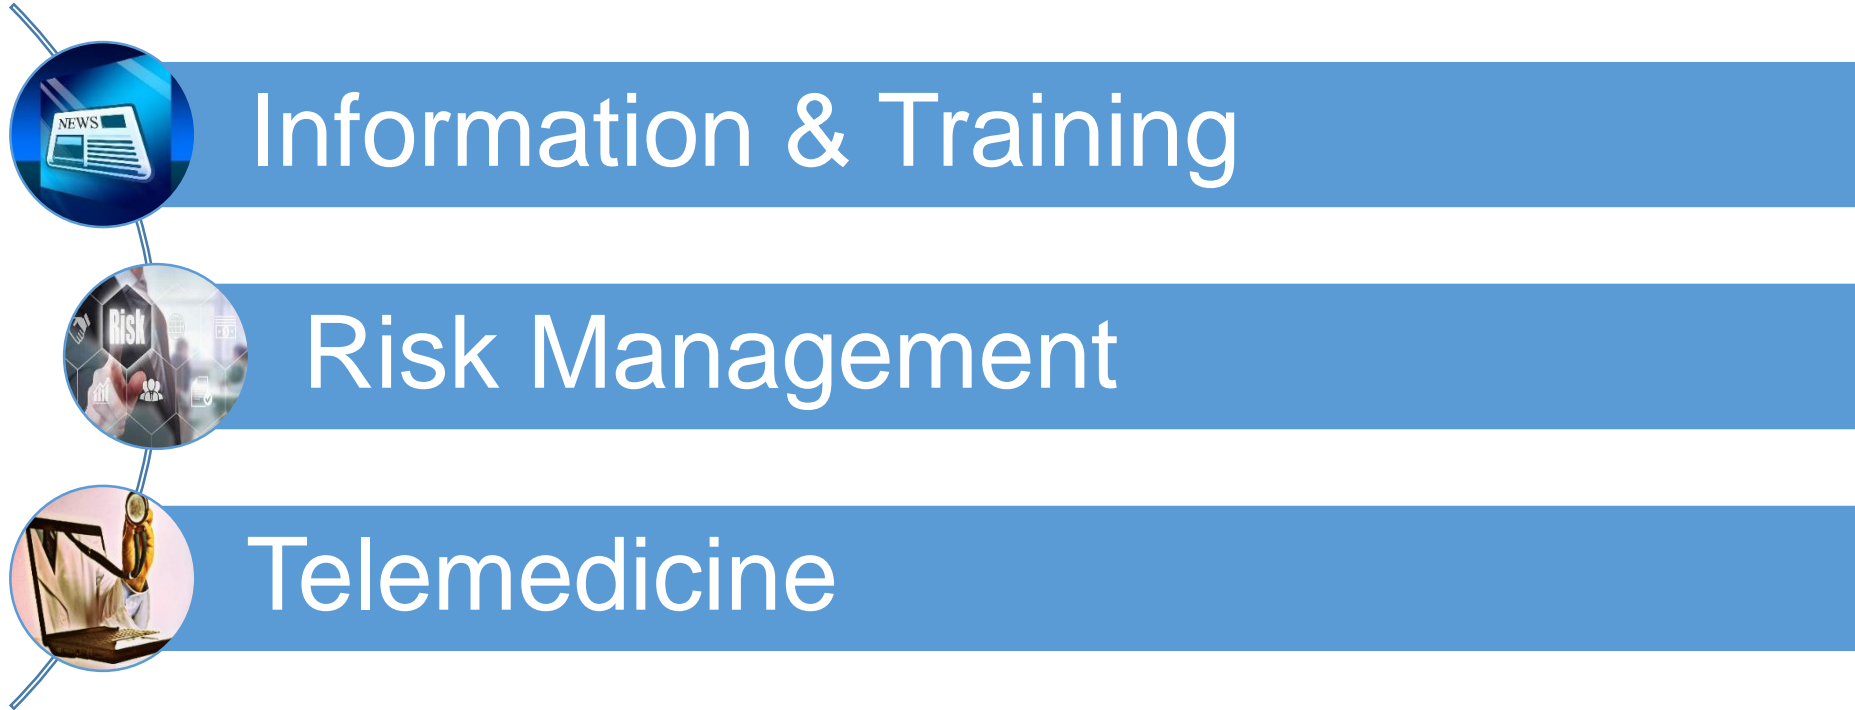 NEWS
Information & Training
Risk
Risk Management
Telemedicine